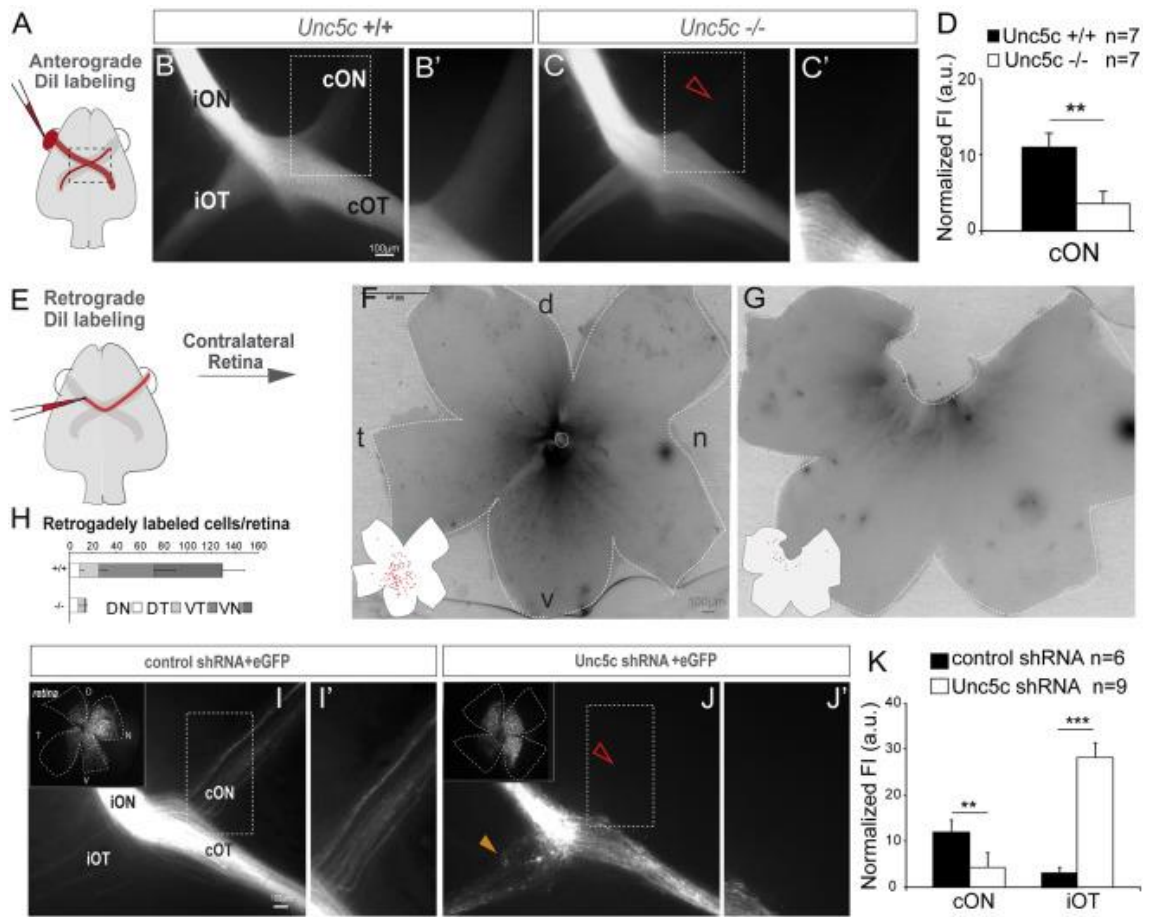 A
Unc5c +/+
Unc5c -/-
D
Unc5c +/+ n=7
Unc5c -/- n=7
Anterograde
DiI labeling
B
cON
iON
iOT
cOT
100µm
B'
C
C'
20
10
0
**
Normalized FI (a.u.)
cON
E
Retrograde
DiI labeling
Contralateral
Retina
F
d
t
n
v
100µm
G
H
Retrogadely labeled cells/retina
0 20 40 60 80 100 120 130 160
+/+
-/-
DN DT VT VN
control shRNA+eGFP
Unc5c shRNA+eGFP
retina
D
T
N
V
I
cON
iON
iOT
cOT
I'
J
J'
K
control shRNA n=6
Unc5c shRNA n=9
40
30
20
10
0
**
***
Normalized FI (a.u.)
cON
iOT